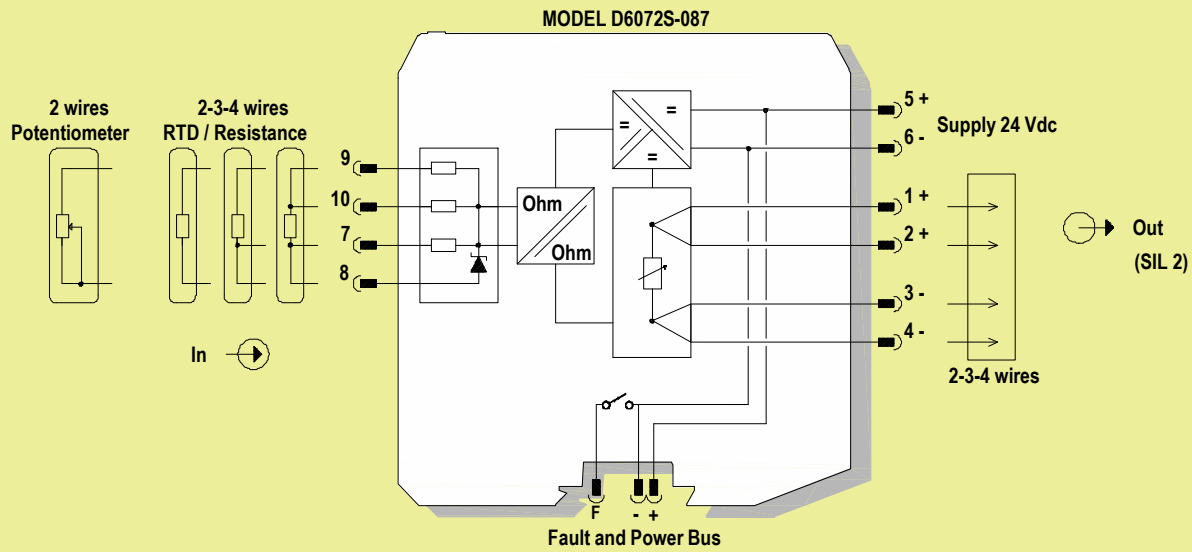 MODEL D6072S-087
2 wires
Potentiometer
2-3-4 wires
RTD / Resistance
9
10
7
8
In
Ohm
Ohm
=
=
=
5 +
6 -
Supply 24 Vdc
1 +
2 +
3 -
4 -
2-3-4 wires
Out
(SIL 2)
F
- +
Fault and Power Bus